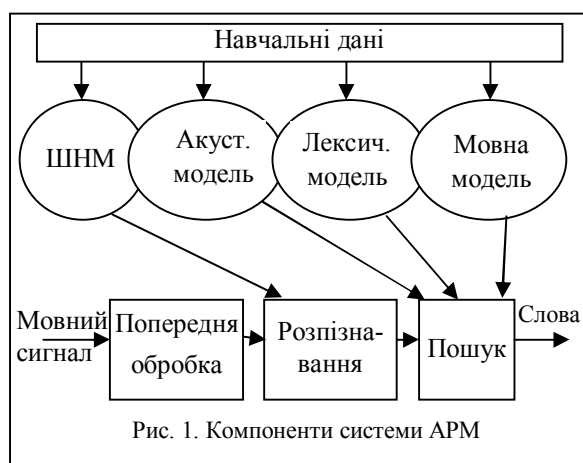 Навчальні дані
ШНМ
Акуст.
модель
Лексич.
модель
Мовна
модель
Мовний
сигнал
Попередня
обробка
Розпізна-
вання
Пошук
Слова
Рис. 1. Компоненти системи АРМ